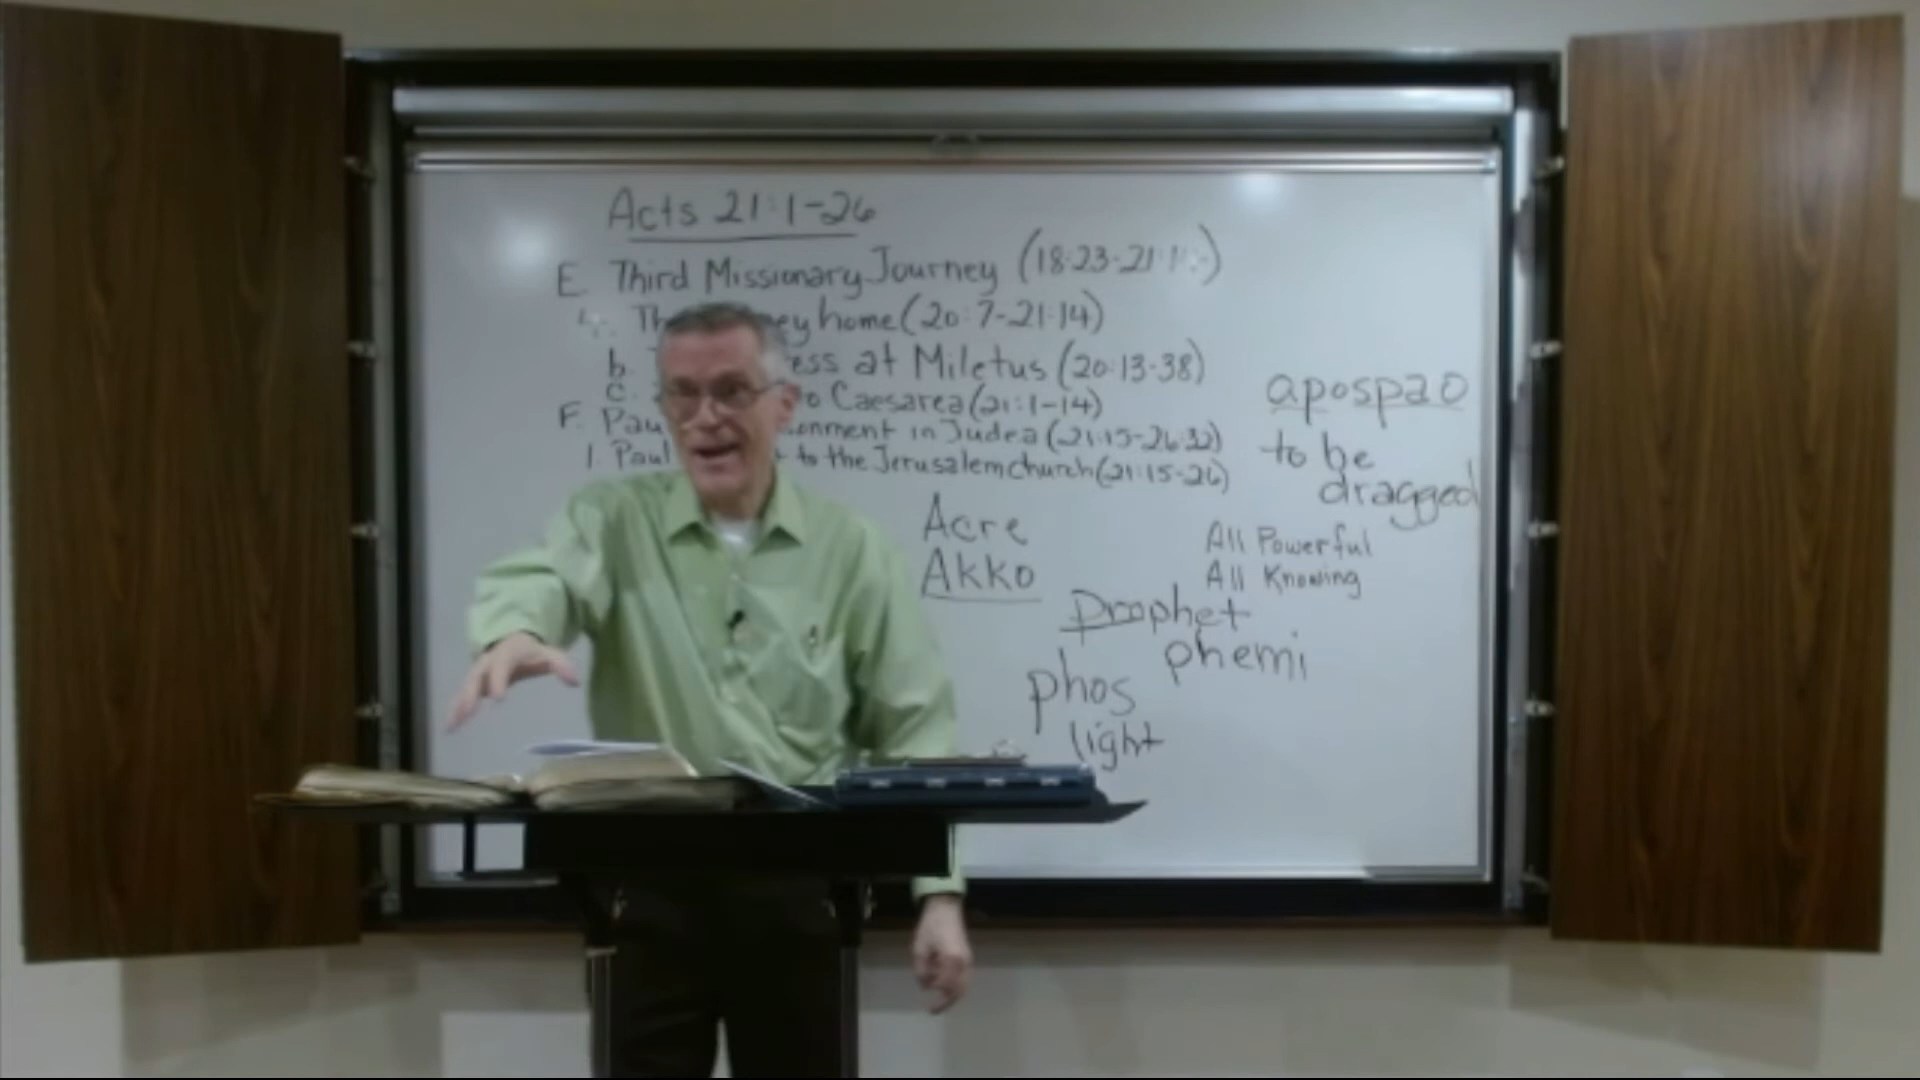 Acts 21:1-26
E. Third Missionary Journey (18:23-21:1
home (20:7-21:14)
b. ess at Miletus (20:13-38)
c. o Caesarea (21:1-14)
F. Pau onment in Judea (21:15-26:32)
1. Paul to the Jerusalem church (21:15-26)
apospao
to be
dragged
Acre
Akko
All Powerful
All Knowing
Prophet
phemi
phos
light